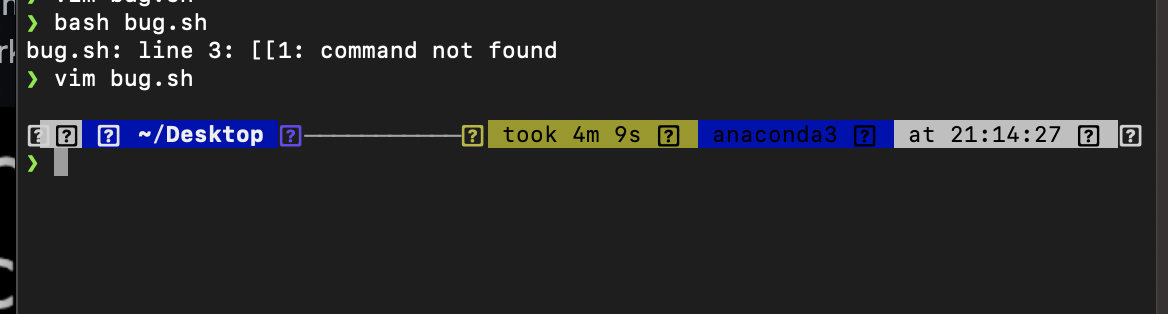 vim bug.sh
❯ bash bug.sh
bug.sh: line 3: [[1: command not found
❯ vim bug.sh
~/Desktop took 4m 9s anaconda3 at 21:14:27
❯